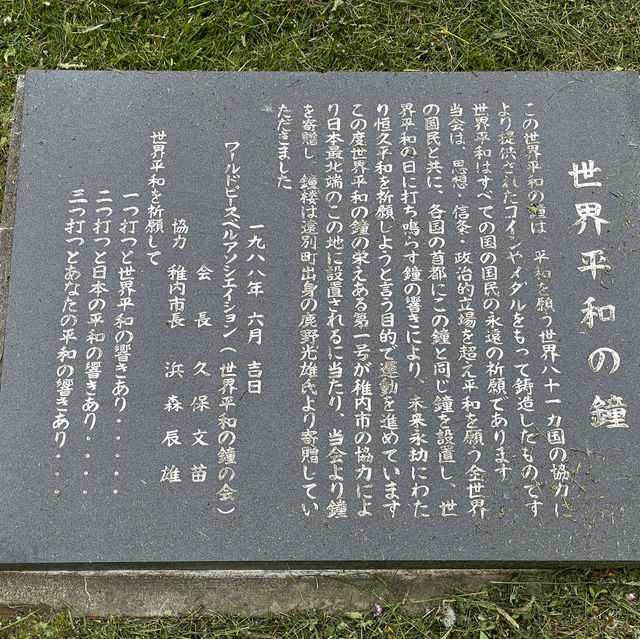 世界平和の鐘
この世界平和の鐘は 平和を願う世界八十一カ国の協力に
より提供されたコインやメダルをもって鋳造したものです
世界平和はすべての国の国民の永遠の祈願であります
当会は、思想・信条・政治的立場を超え平和を願う全世界
の国民と共に、各国の首都にこの鐘と同じ鐘を設置し、世
界平和の日に打ち鳴らす鐘の響きにより、未来永劫にわた
り恒久平和を祈願しようと言う目的で運動を進めています
この度世界平和の鐘の栄えある第一号が稚内市の協力によ
り日本最北端のこの地に設置されるに当たり、当会より鐘
を寄贈し 鐘楼は遠別町出身の鹿野光雄氏より寄贈してい
ただきました
一九八八年 六月 吉日
ワールドピースベルアソシエイション(世界平和の鐘の会)
会長 久保文苗
協力 稚内市長 浜森辰雄
世界平和を祈願して
一つ打つと世界平和の響きあり・・・・・
二つ打つと日本の平和の響きあり・・・・
三つ打つとあなたの平和の響きあり・・・・